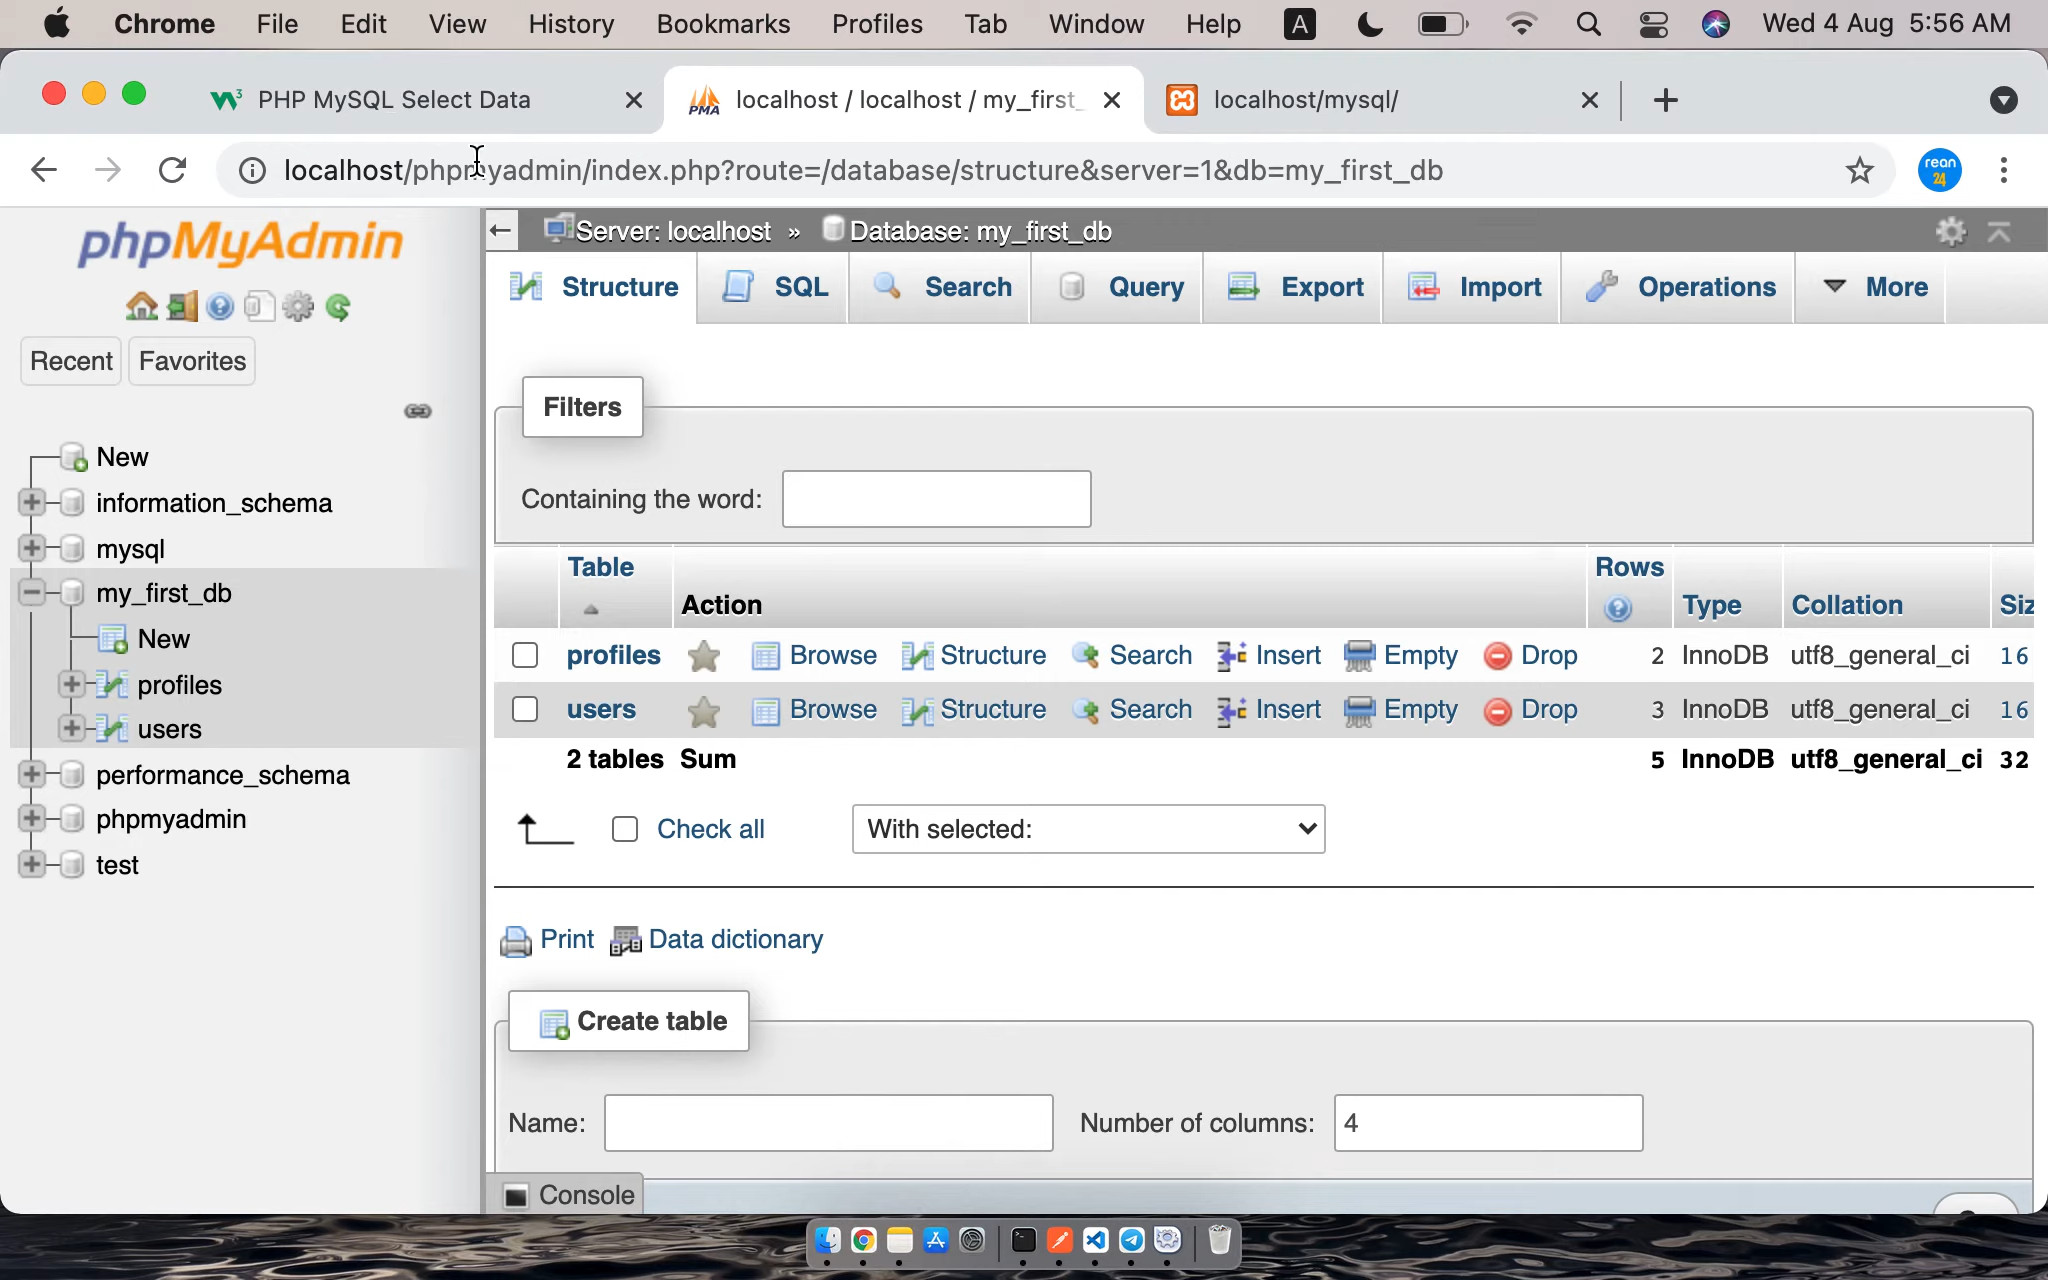 Chrome File Edit View History Bookmarks Profiles Tab Window Help A Wed 4 Aug 5:56 AM
PHP MySQL Select Data localhost / localhost / my_first_ localhost/mysql/
localhost/phpmyadmin/index.php?route=/database/structure&server=1&db=my_first_db rean 24
phpMyAdmin
Recent Favorites
New
information_schema
mysql
my_first_db
New
profiles
users
performance_schema
phpmyadmin
test
Server: localhost » Database: my_first_db
Structure SQL Search Query Export Import Operations More
Filters
Containing the word:
Table Action Rows Type Collation Siz
profiles Browse Structure Search Insert Empty Drop 2 InnoDB utf8_general_ci 16
users Browse Structure Search Insert Empty Drop 3 InnoDB utf8_general_ci 16
2 tables Sum 5 InnoDB utf8_general_ci 32
Check all With selected:
Print Data dictionary
Create table
Name: Number of columns: 4
Console